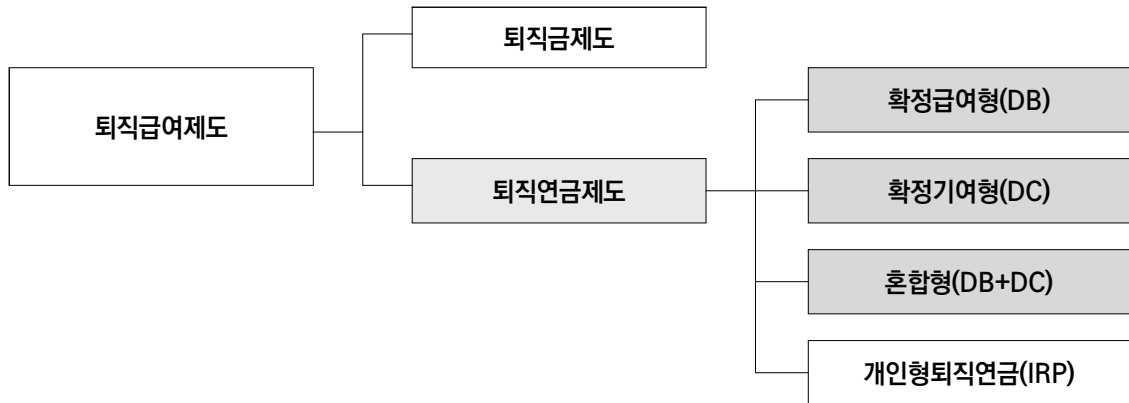 퇴직금제도
퇴직급여제도
퇴직연금제도
확정급여형(DB)
확정기여형(DC)
혼합형(DB+DC)
개인형퇴직연금(IRP)